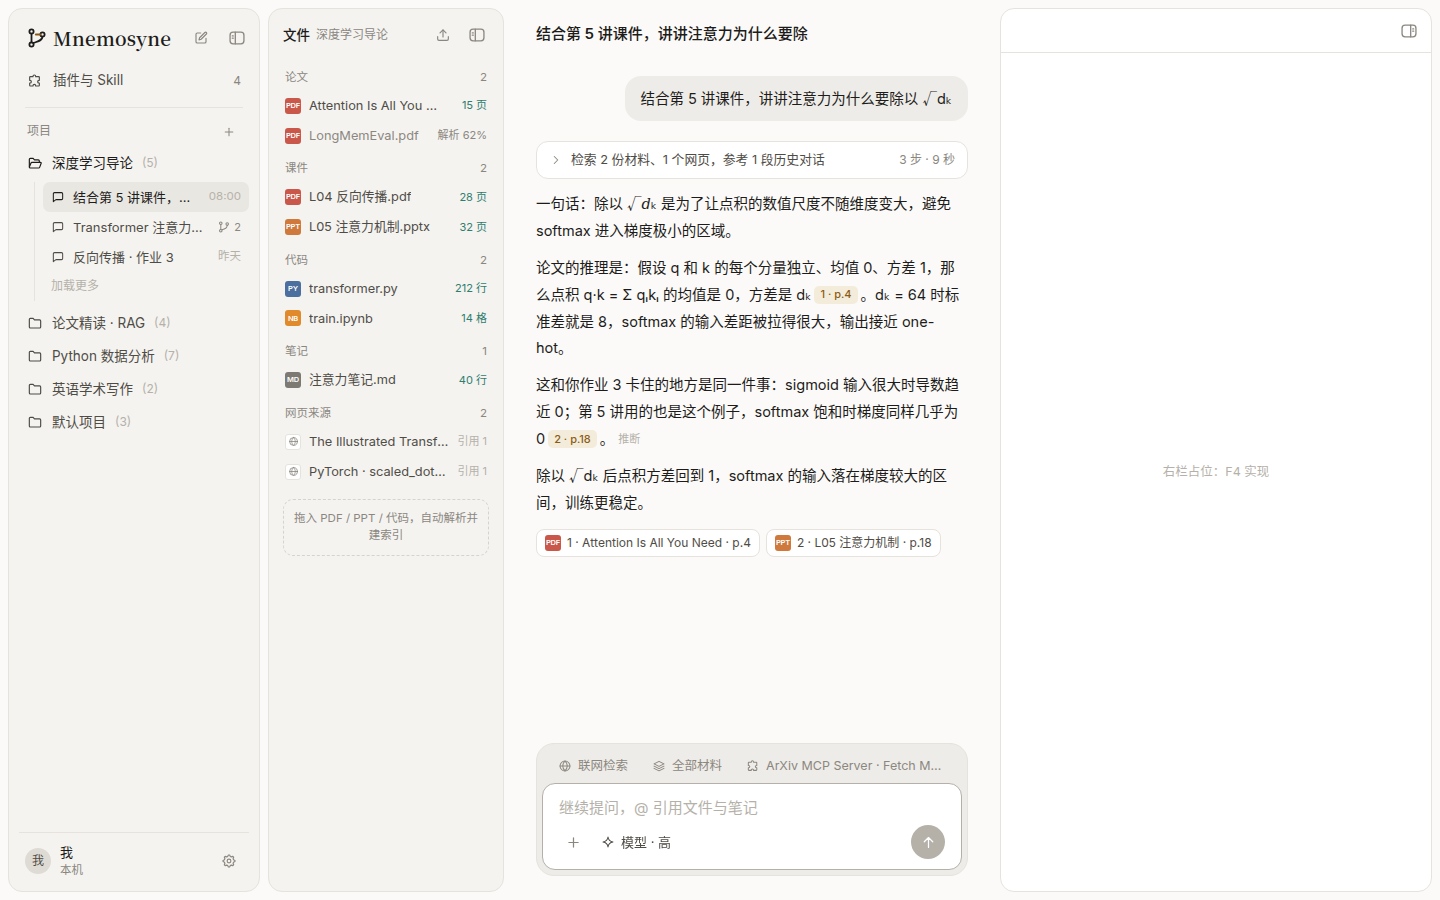 Mnemosyne
插件与 Skill 4
项目
深度学习导论 (5)
结合第 5 讲课件，... 08:00
Transformer 注意力... 2
反向传播 · 作业 3 昨天
加载更多
论文精读 · RAG (4)
Python 数据分析 (7)
英语学术写作 (2)
默认项目 (3)
我 我
本机
文件 深度学习导论
论文 2
PDF Attention Is All You ... 15 页
PDF LongMemEval.pdf 解析 62%
课件 2
PDF L04 反向传播.pdf 28 页
PPT L05 注意力机制.pptx 32 页
代码 2
PY transformer.py 212 行
NB train.ipynb 14 格
笔记 1
MD 注意力笔记.md 40 行
网页来源 2
The Illustrated Transf... 引用 1
PyTorch · scaled_dot... 引用 1
拖入 PDF / PPT / 代码，自动解析并
建索引
结合第 5 讲课件，讲讲注意力为什么要除
结合第 5 讲课件，讲讲注意力为什么要除以 √dₖ
检索 2 份材料、1 个网页，参考 1 段历史对话 3 步 · 9 秒
一句话：除以 √dₖ 是为了让点积的数值尺度不随维度变大，避免
softmax 进入梯度极小的区域。
论文的推理是：假设 q 和 k 的每个分量独立、均值 0、方差 1，那
么点积 q·k = Σ qᵢkᵢ 的均值是 0，方差是 dₖ 1 · p.4 。dₖ = 64 时标
准差就是 8，softmax 的输入差距被拉得很大，输出接近 one-
hot。
这和你作业 3 卡住的地方是同一件事：sigmoid 输入很大时导数趋
近 0；第 5 讲用的也是这个例子，softmax 饱和时梯度同样几乎为
0 2 · p.18 。 推断
除以 √dₖ 后点积方差回到 1，softmax 的输入落在梯度较大的区
间，训练更稳定。
PDF 1 · Attention Is All You Need · p.4 PPT 2 · L05 注意力机制 · p.18
联网检索 全部材料 ArXiv MCP Server · Fetch M...
继续提问，@ 引用文件与笔记
模型 · 高
右栏占位：F4 实现